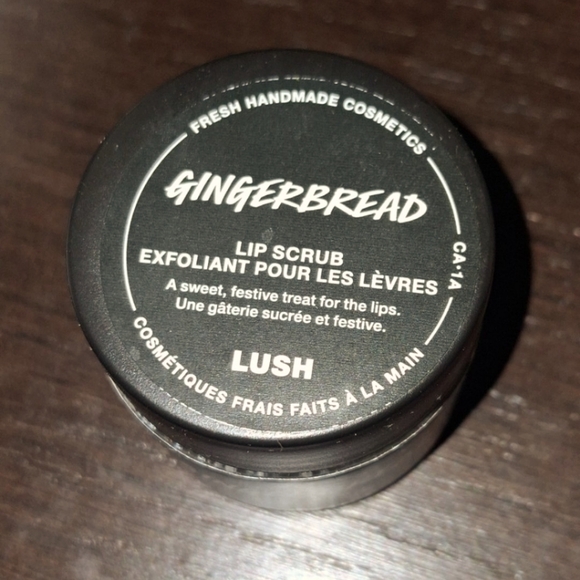 FRESH HANDMADE COSMETICS
GINGERBREAD
LIP SCRUB
EXFOLIANT POUR LES LÈVRES
A sweet, festive treat for the lips.
Une gâterie sucrée et festive.
LUSH
CA•1A
COSMÉTIQUES FRAIS FAITS À LA MAIN